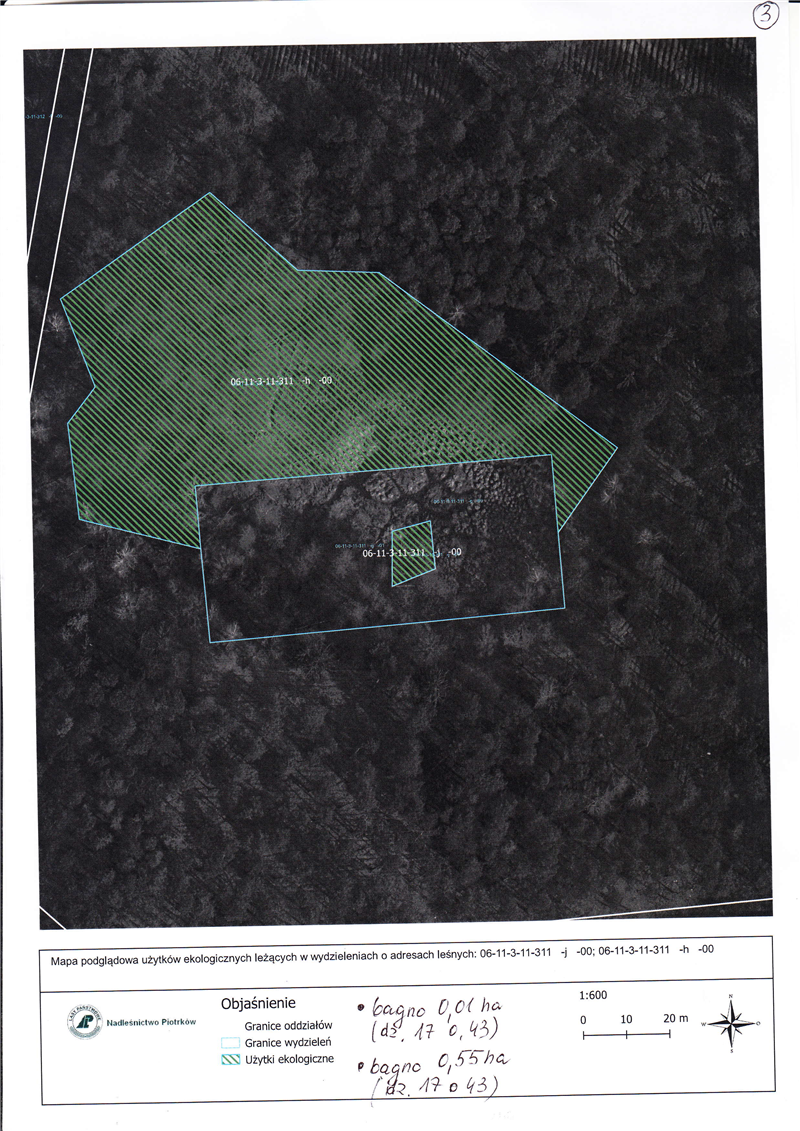 3
06-11-3-11-311 -h -00
06-11-3-11-311 -j -00
Mapa podglądowa użytków ekologicznych leżących w wydzieleniach o adresach leśnych: 06-11-3-11-311 -j -00; 06-11-3-11-311 -h -00
LASY PAŃSTWOWE
Nadleśnictwo Piotrków
Objaśnienie
Granice oddziałów
Granice wydzieleń
Użytki ekologiczne
• bagno 0,01 ha
(dz. 17 o, 43)
• bagno 0,55 ha
(dz. 17 o 43)
1:600
0 10 20 m
N
W O
S